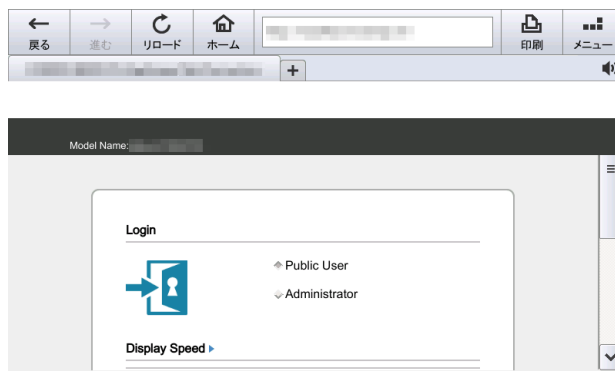 戻る 進む リロード ホーム 印刷 メニュー
Model Name:
Login
Public User
Administrator
Display Speed